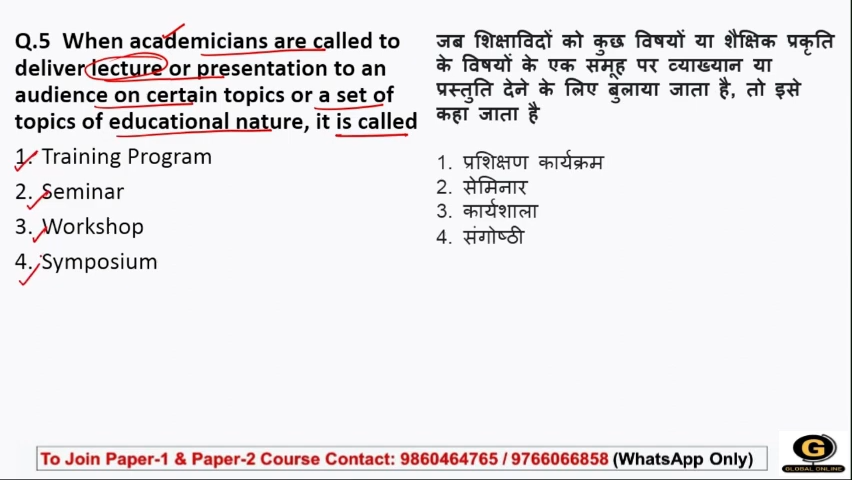 Q.5 When academicians are called to
deliver lecture or presentation to an
audience on certain topics or a set of
topics of educational nature, it is called
1. Training Program
2. Seminar
3. Workshop
4. Symposium
जब शिक्षाविदों को कुछ विषयों या शैक्षिक प्रकृति
के विषयों के एक समूह पर व्याख्यान या
प्रस्तुति देने के लिए बुलाया जाता है, तो इसे
कहा जाता है
1. प्रशिक्षण कार्यक्रम
2. सेमिनार
3. कार्यशाला
4. संगोष्ठी
To Join Paper-1 & Paper-2 Course Contact: 9860464765 / 9766066858 (WhatsApp Only)
G
GLOBAL ONLINE